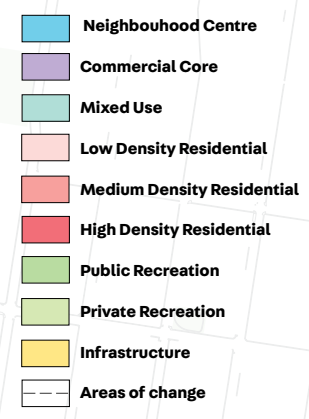 Neighbouhood Centre
Commercial Core
Mixed Use
Low Density Residential
Medium Density Residential
High Density Residential
Public Recreation
Private Recreation
Infrastructure
Areas of change